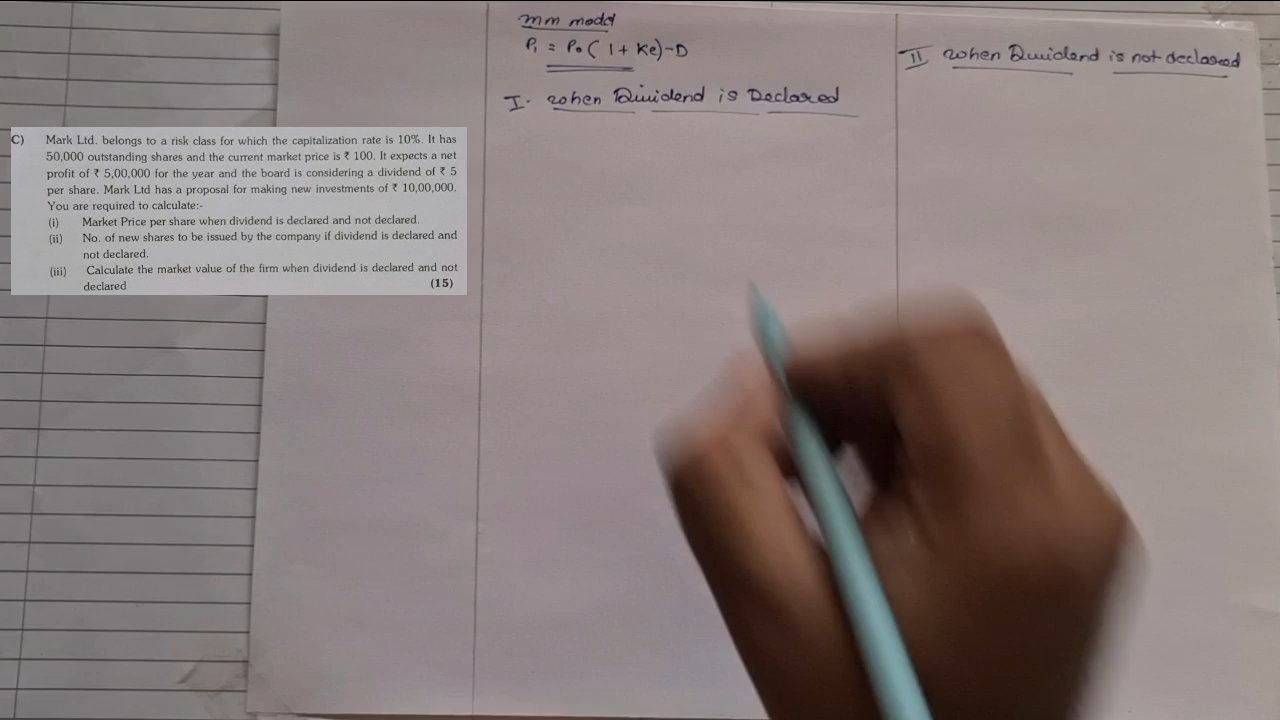 mm model
P₁ = P₀ ( 1 + Ke) - D
I. when Dividend is Declared
II when Dividend is not declared
C) Mark Ltd. belongs to a risk class for which the capitalization rate is 10%. It has
50,000 outstanding shares and the current market price is ₹ 100. It expects a net
profit of ₹ 5,00,000 for the year and the board is considering a dividend of ₹ 5
per share. Mark Ltd has a proposal for making new investments of ₹ 10,00,000.
You are required to calculate:-
(i) Market Price per share when dividend is declared and not declared.
(ii) No. of new shares to be issued by the company if dividend is declared and
not declared.
(iii) Calculate the market value of the firm when dividend is declared and not
declared (15)